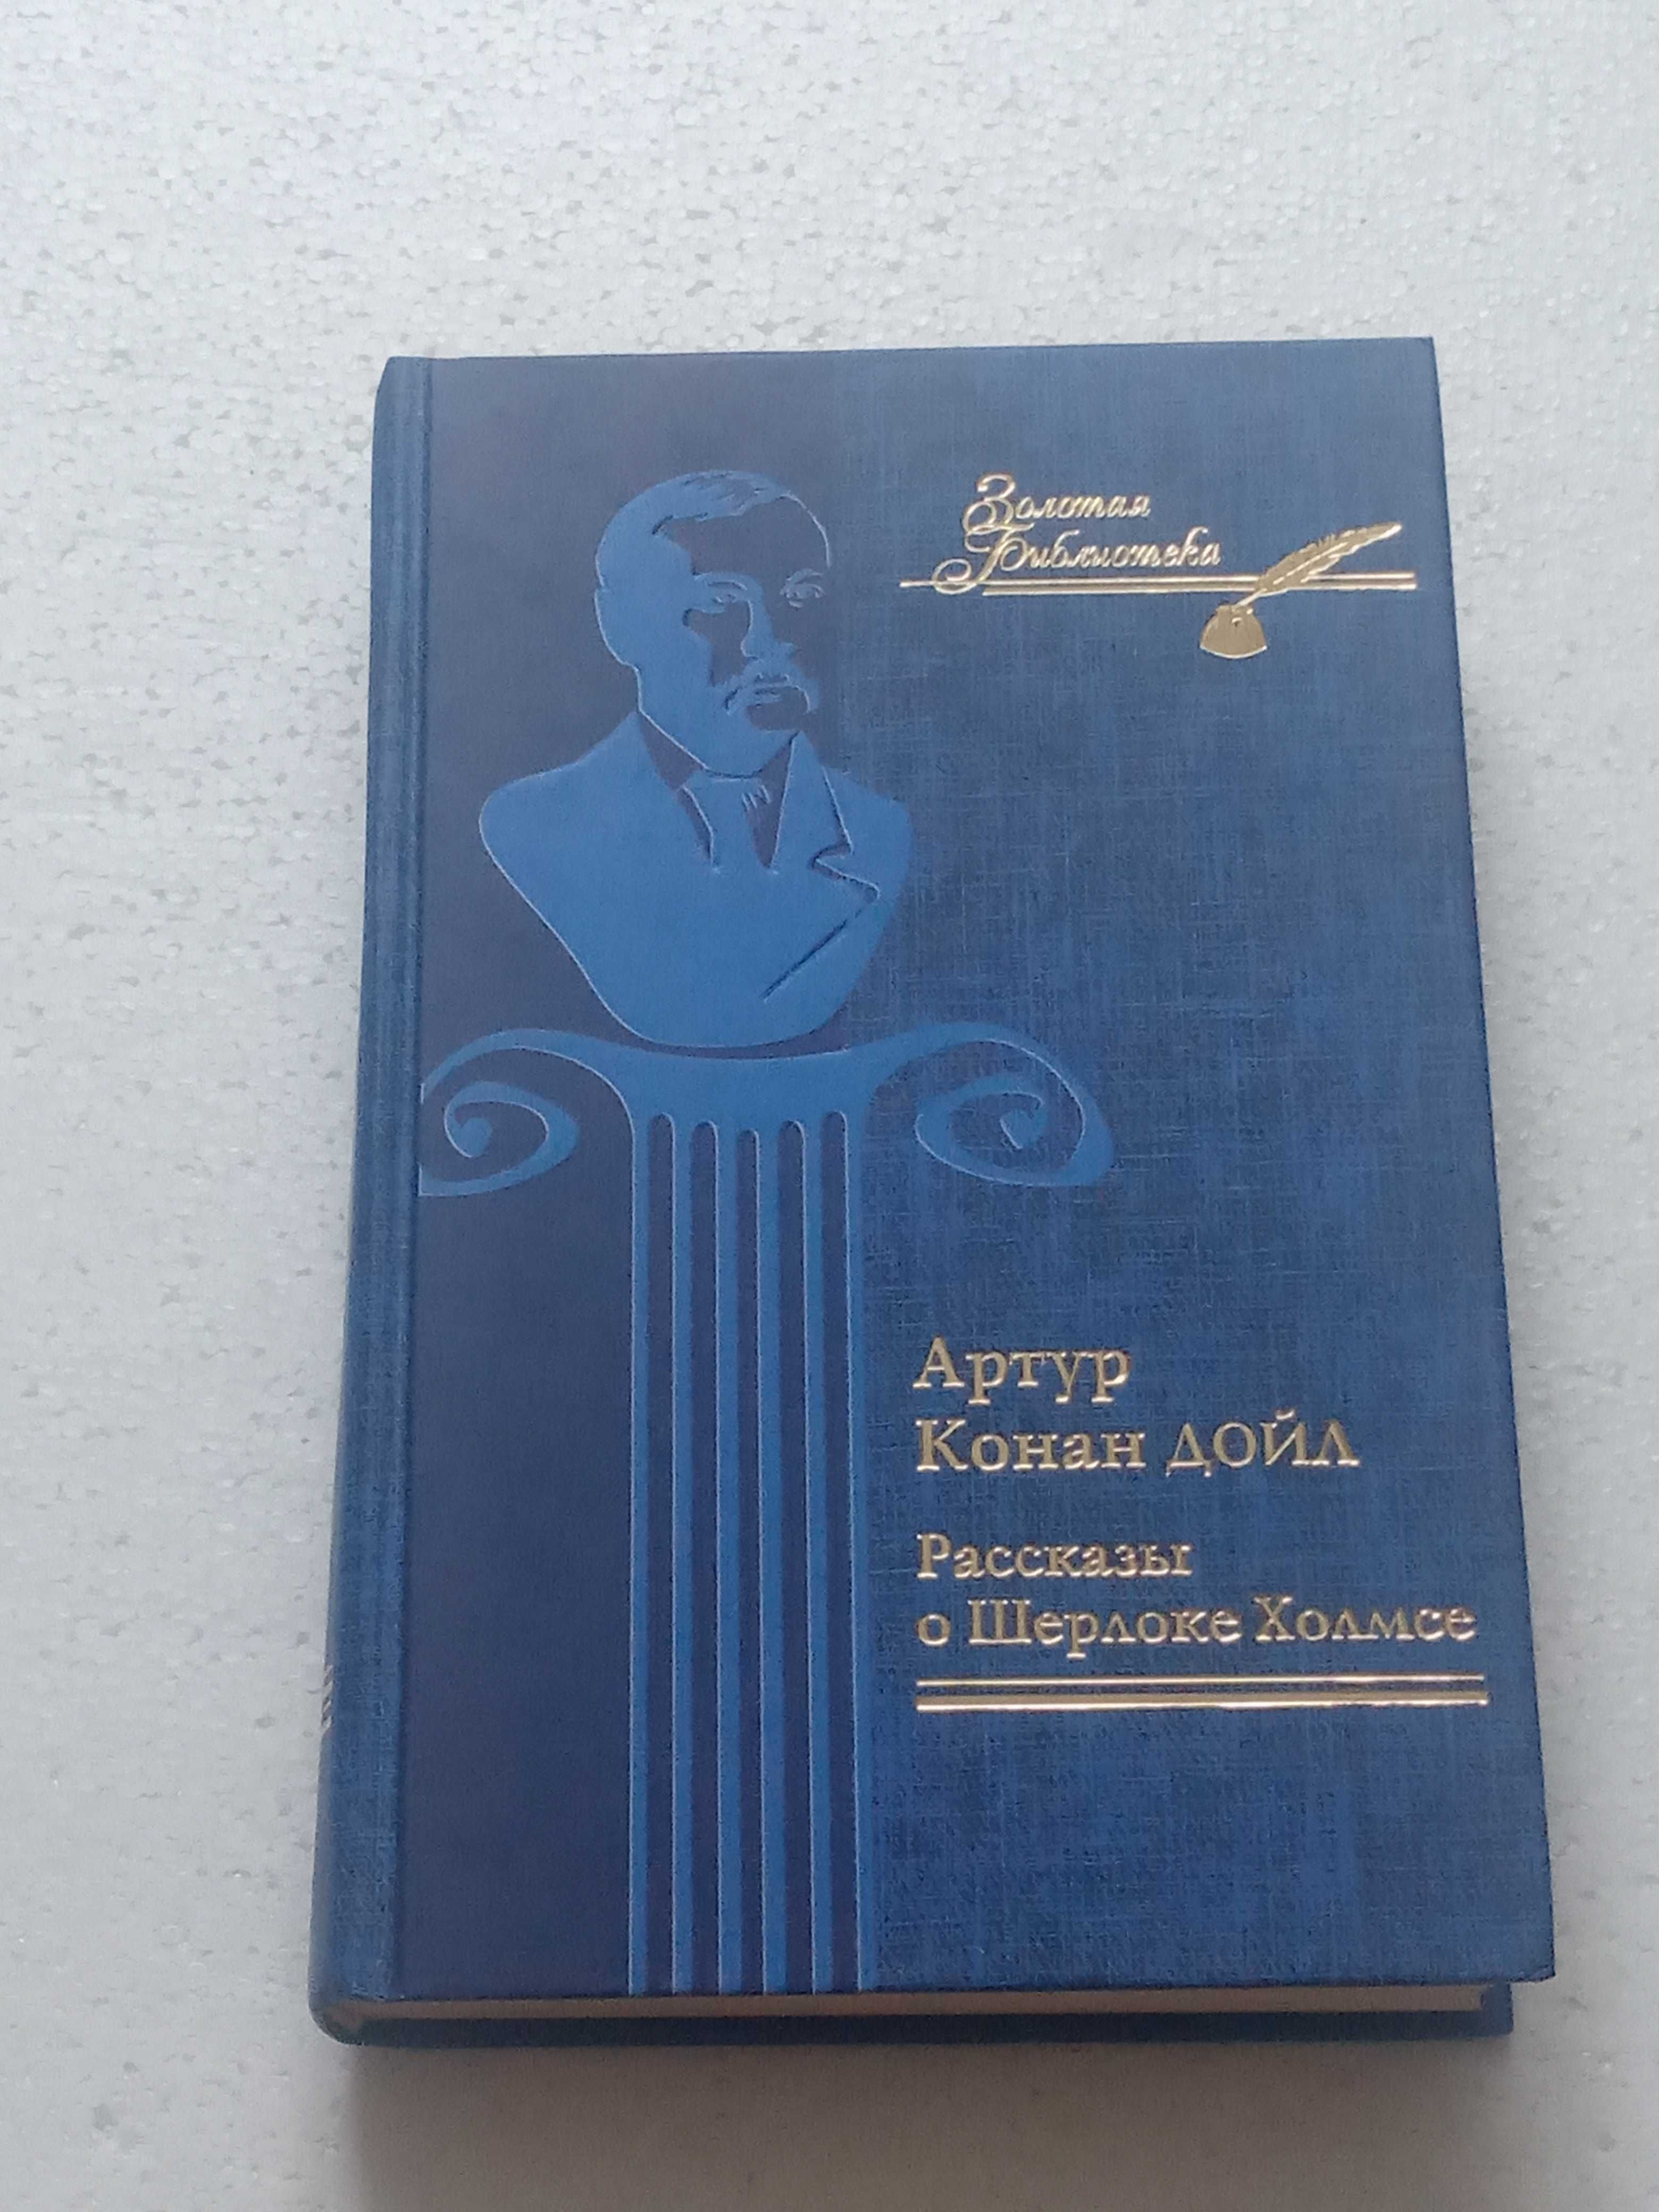 Золотая
Библиотека
Артур
Конан ДОЙЛ
Рассказы
о Шерлоке Холмсе